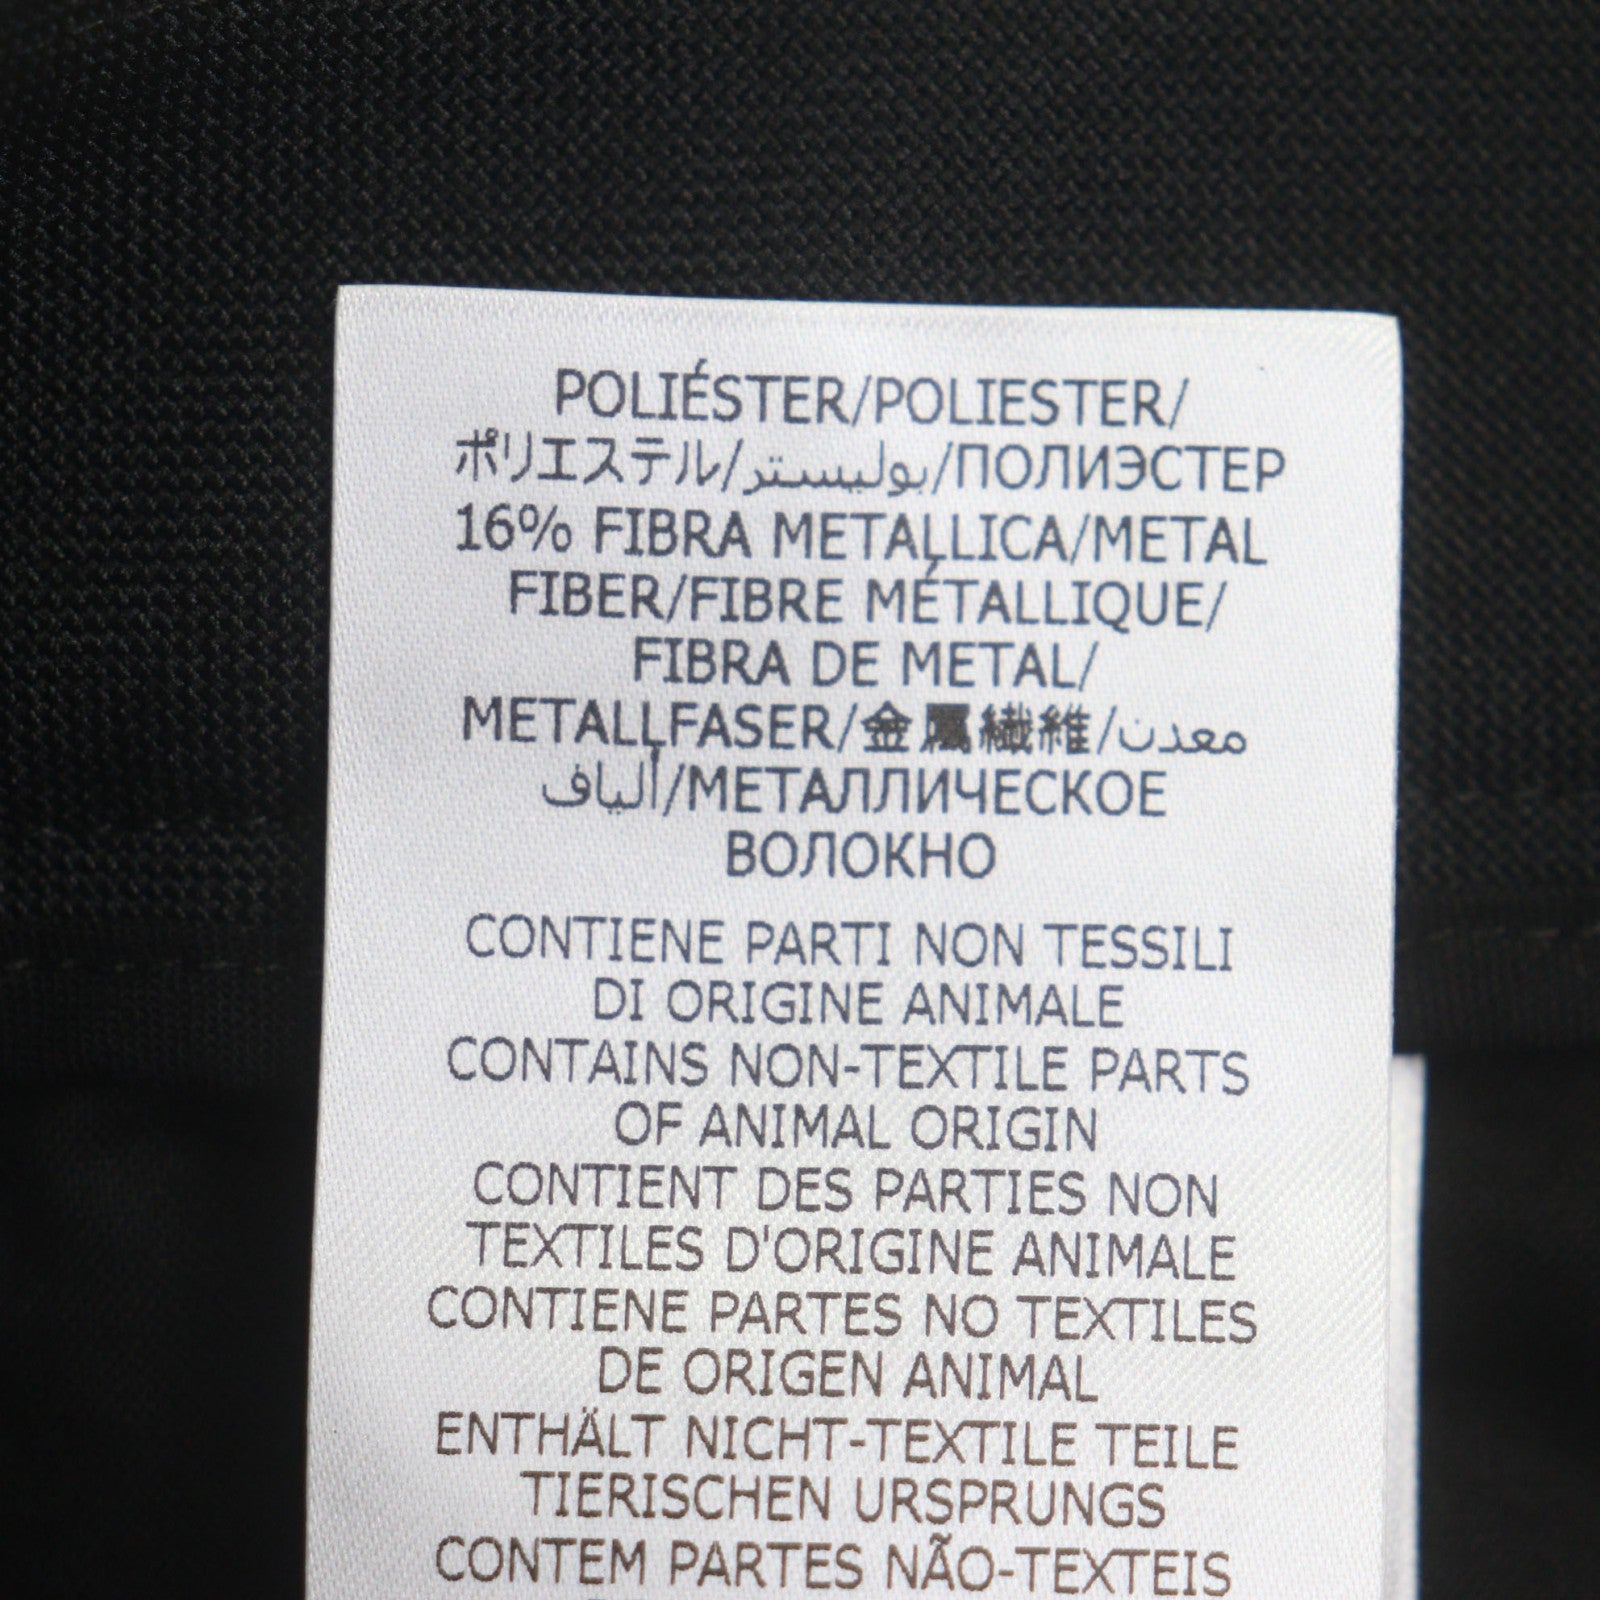 POLIÉSTER/POLIESTER/
ポリエステル/بوليستر/ПОЛИЭСТЕР
16% FIBRA METALLICA/METAL
FIBER/FIBRE MÉTALLIQUE/
FIBRA DE METAL/
METALLFASER/金属繊維/معدن
ألياف/МЕТАЛЛИЧЕСКОЕ
ВОЛОКНО
CONTIENE PARTI NON TESSILI
DI ORIGINE ANIMALE
CONTAINS NON-TEXTILE PARTS
OF ANIMAL ORIGIN
CONTIENT DES PARTIES NON
TEXTILES D'ORIGINE ANIMALE
CONTIENE PARTES NO TEXTILES
DE ORIGEN ANIMAL
ENTHÄLT NICHT-TEXTILE TEILE
TIERISCHEN URSPRUNGS
CONTEM PARTES NÃO-TEXTEIS